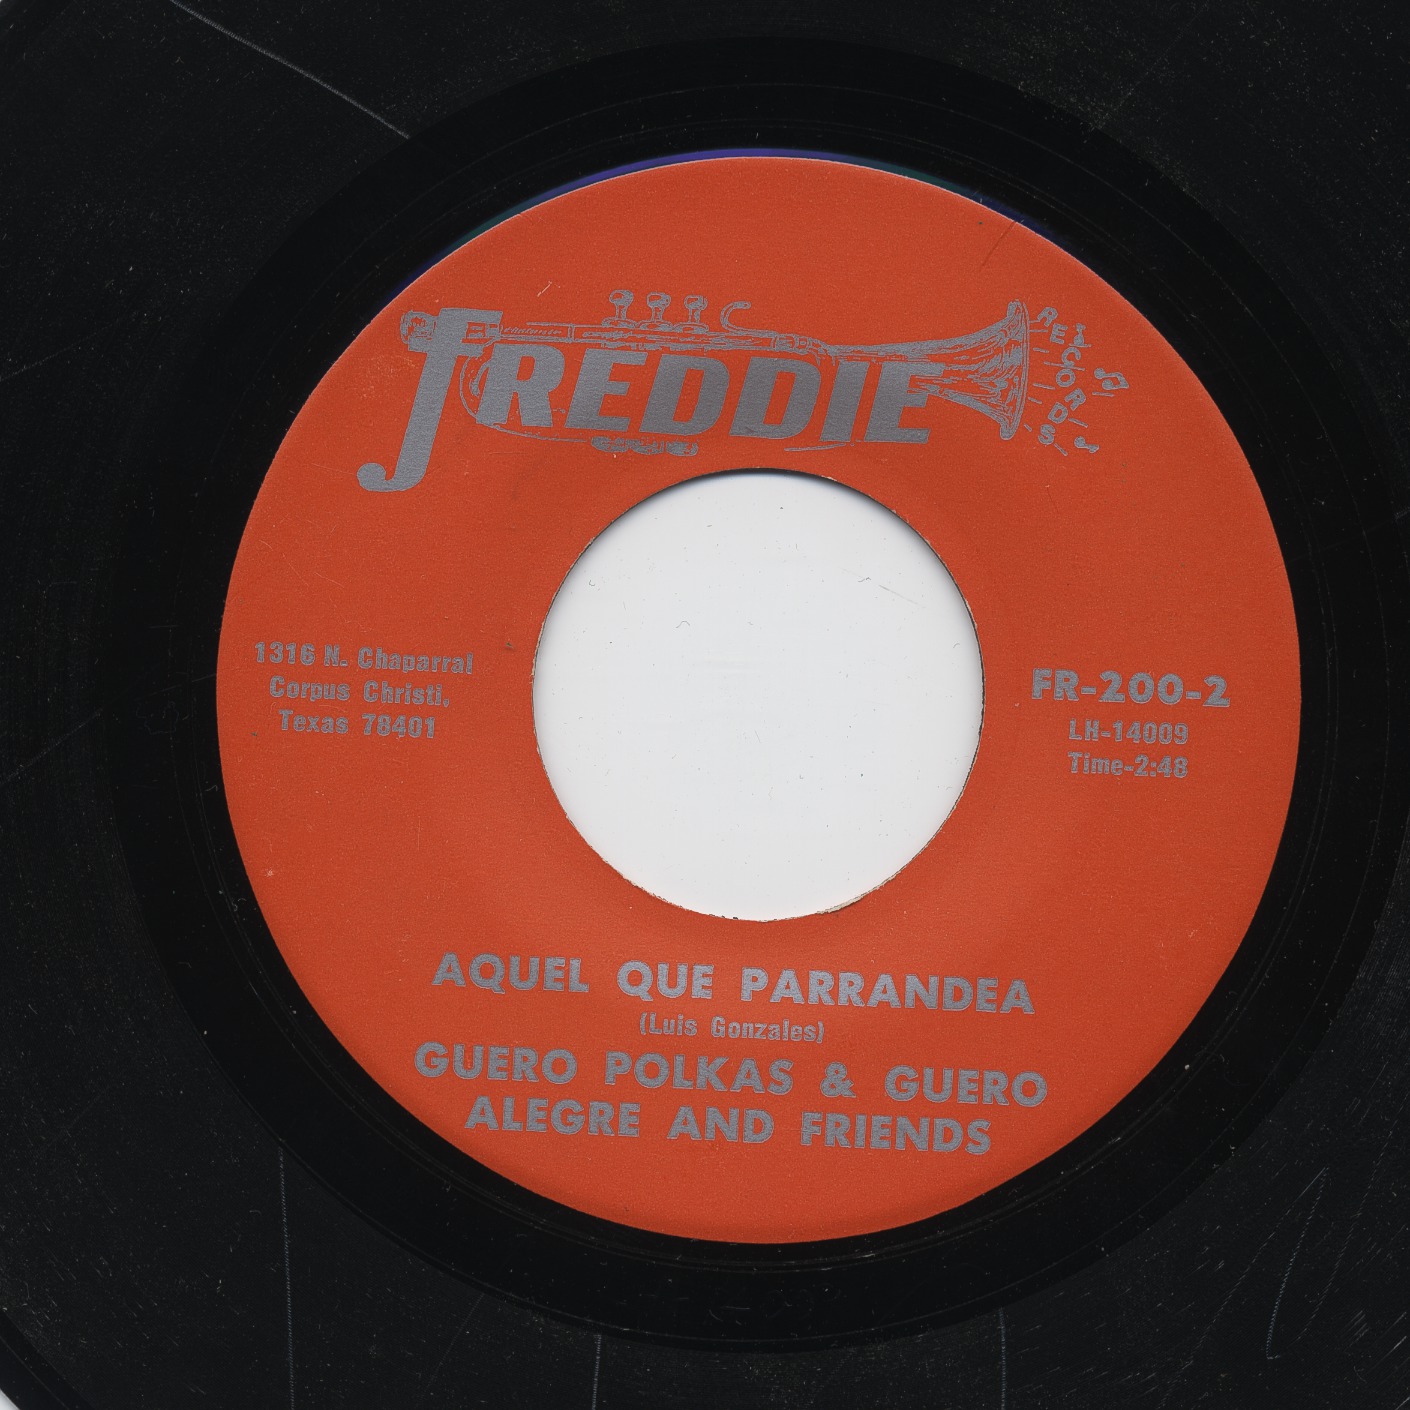 FREDDIE
RECORDS
1316 N. Chaparral
Corpus Christi,
Texas 78401
FR-200-2
LH-14009
Time-2:48
AQUEL QUE PARRANDEA
(Luis Gonzales)
GUERO POLKAS & GUERO
ALEGRE AND FRIENDS